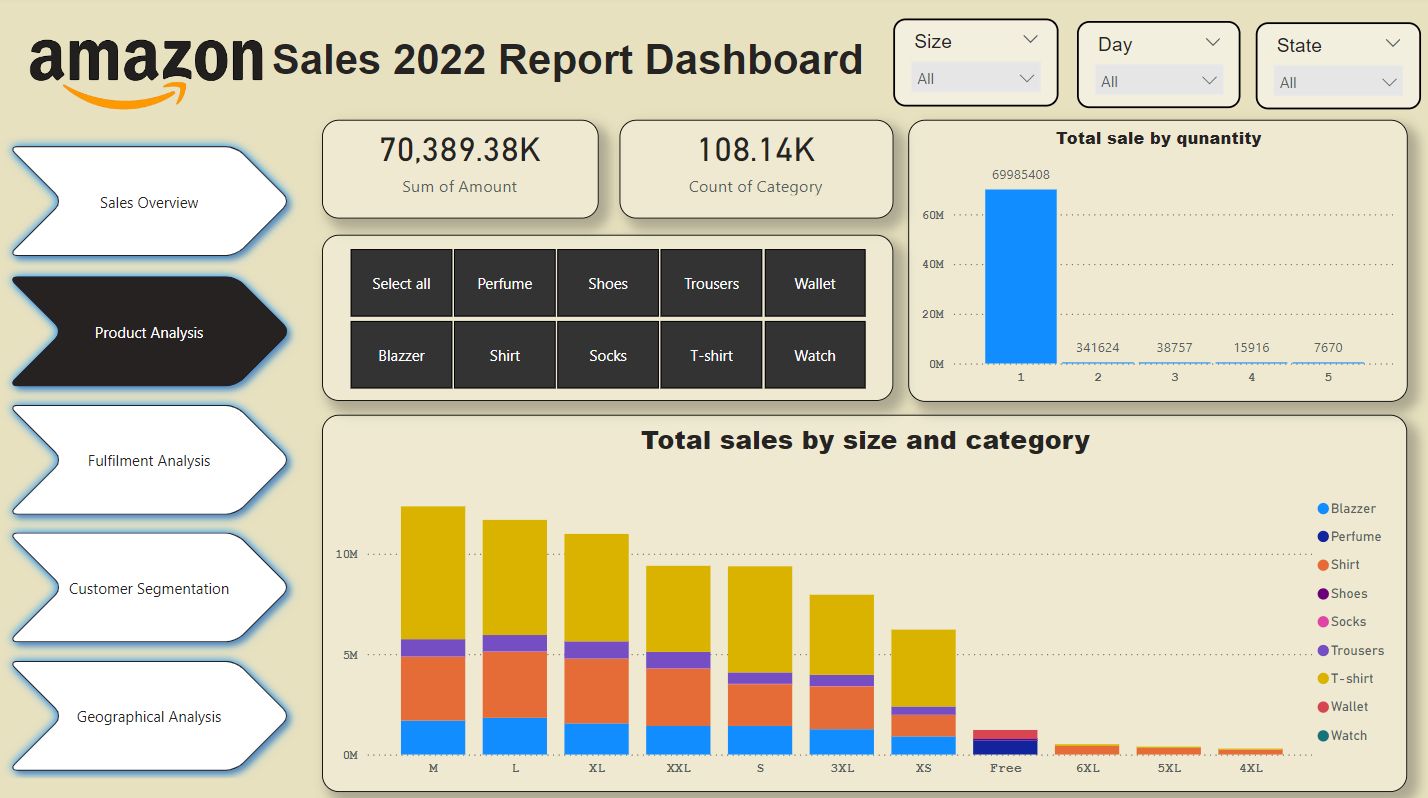 amazon Sales 2022 Report Dashboard
Size
All
Day
All
State
All
Sales Overview
Product Analysis
Fulfilment Analysis
Customer Segmentation
Geographical Analysis
70,389.38K
Sum of Amount
108.14K
Count of Category
Select all Perfume Shoes Trousers Wallet
Blazzer Shirt Socks T-shirt Watch
Total sale by qunantity
69985408
60M
40M
20M
341624 38757 15916 7670
0M
1 2 3 4 5
Total sales by size and category
10M
5M
0M
M L XL XXL S 3XL XS Free 6XL 5XL 4XL
Blazzer
Perfume
Shirt
Shoes
Socks
Trousers
T-shirt
Wallet
Watch